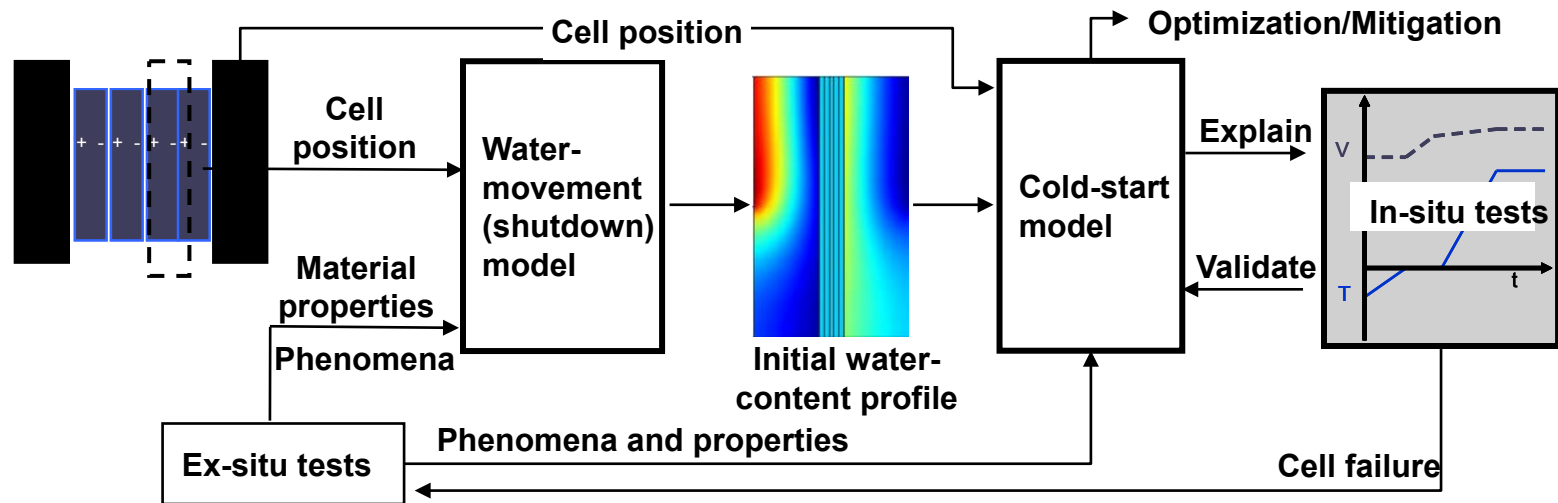 Cell position
Optimization/Mitigation
Cell
position
+ - + - + - + -
Water-
movement
(shutdown)
model
Cold-start
model
Explain
V
In-situ tests
Validate
t
T
Material
properties
Phenomena
Initial water-
content profile
Ex-situ tests
Phenomena and properties
Cell failure